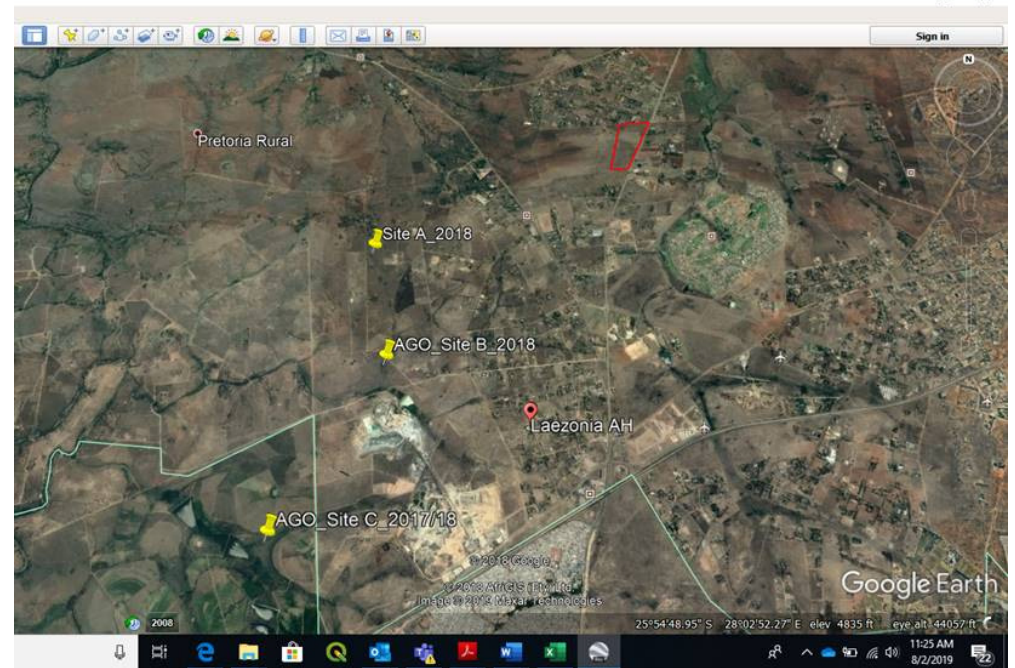 Sign in
N
Pretoria Rural
Site A_2018
AGO_Site B_2018
Laezonia AH
AGO_Site C_2017/18
© 2018 Google
© 2018 AfriGIS (Pty) Ltd.
Image © 2019 Maxar Technologies
Google Earth
2008
25°54'48.95" S 28°02'52.27" E elev 4835 ft eye alt 44057 ft
11:25 AM
8/2/2019
22